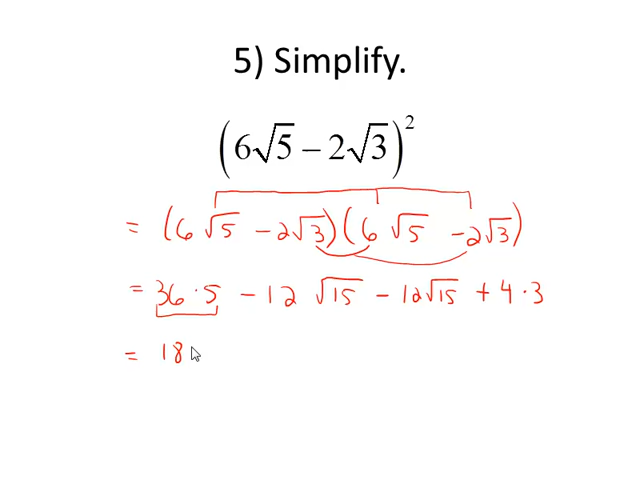 5) Simplify.
(6√5 – 2√3)²
= (6√5 - 2√3)(6√5 - 2√3)
= 36 · 5 - 12 √15 - 12√15 + 4 · 3
= 18